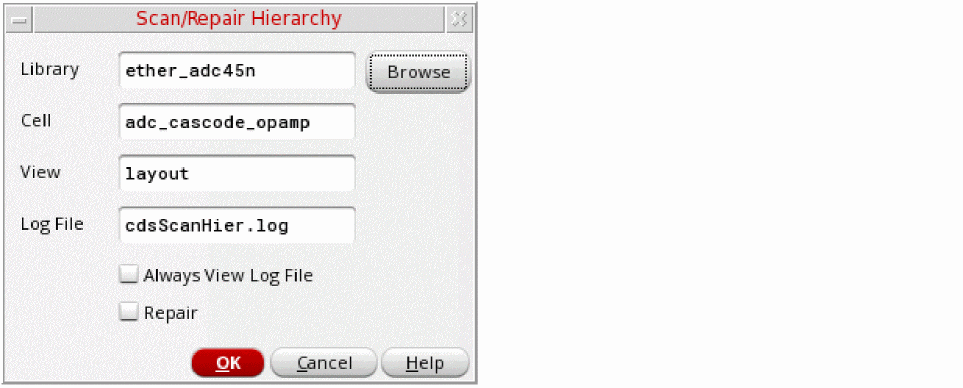 Scan/Repair Hierarchy
Library ether_adc45n Browse
Cell adc_cascode_opamp
View layout
Log File cdsScanHier.log
Always View Log File
Repair
OK Cancel Help